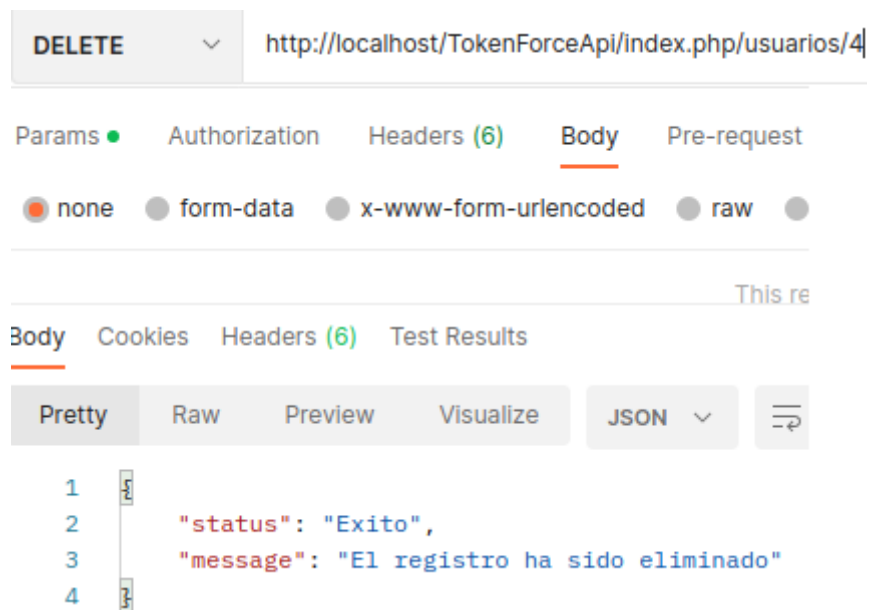 DELETE http://localhost/TokenForceApi/index.php/usuarios/4
Params Authorization Headers (6) Body Pre-request
none form-data x-www-form-urlencoded raw
This re
Body Cookies Headers (6) Test Results
Pretty Raw Preview Visualize JSON
1 {
2 "status": "Exito",
3 "message": "El registro ha sido eliminado"
4 }